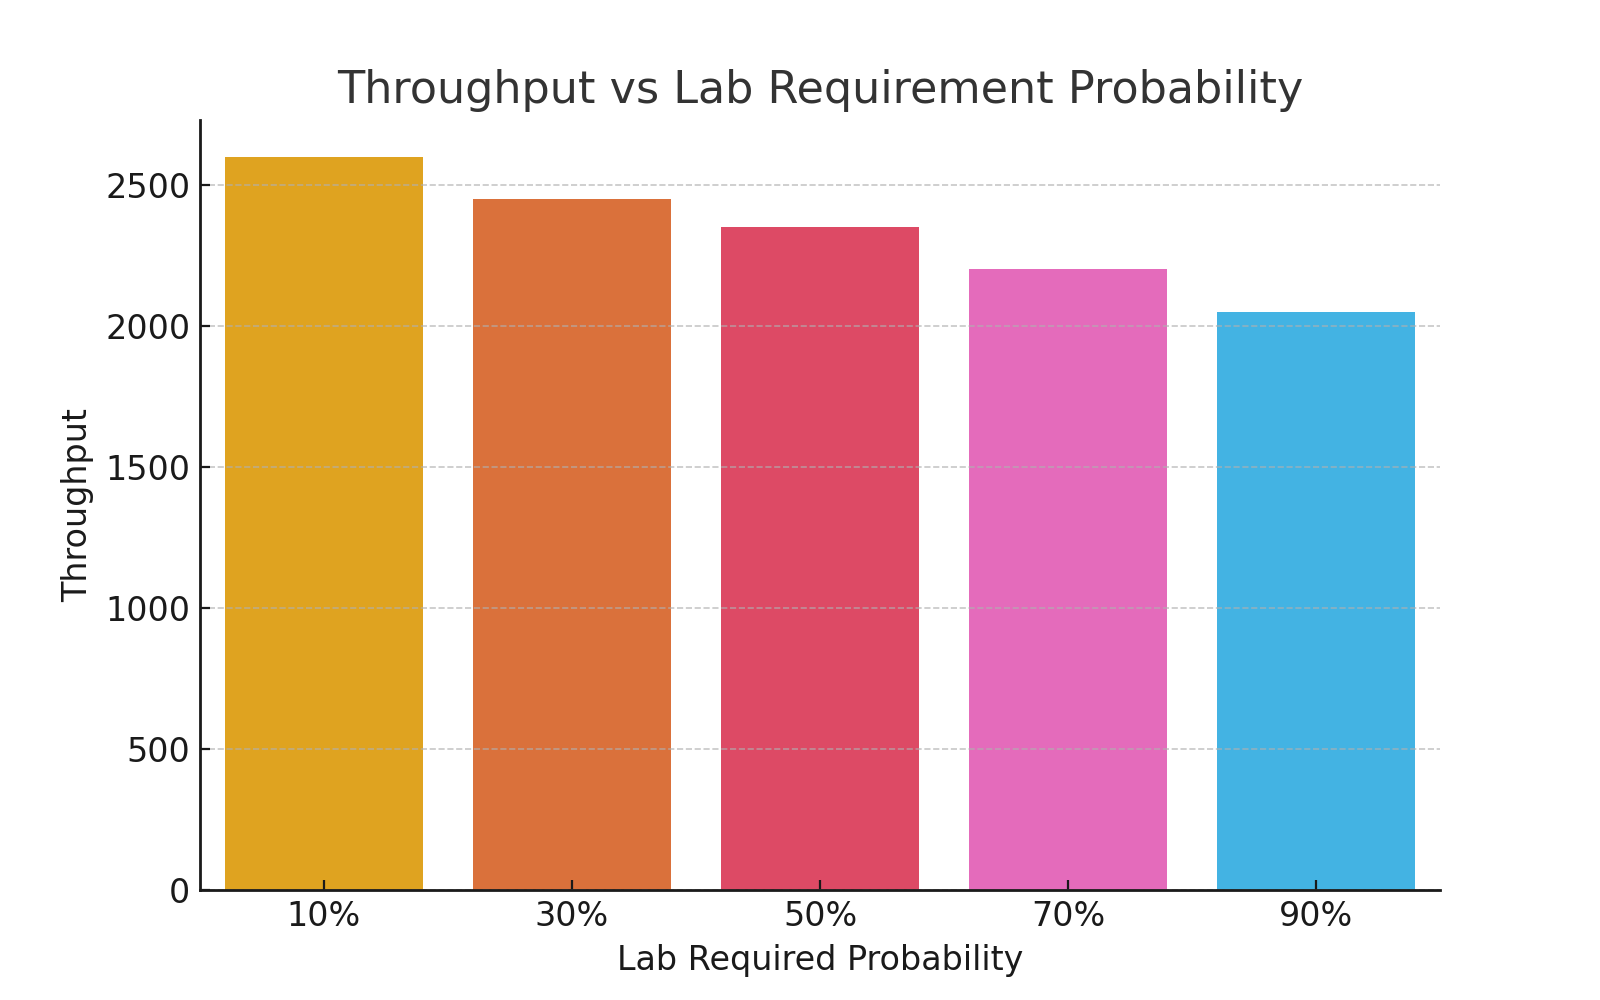 Throughput vs Lab Requirement Probability
2500
2000
1500
1000
500
0
Throughput
10% 30% 50% 70% 90%
Lab Required Probability